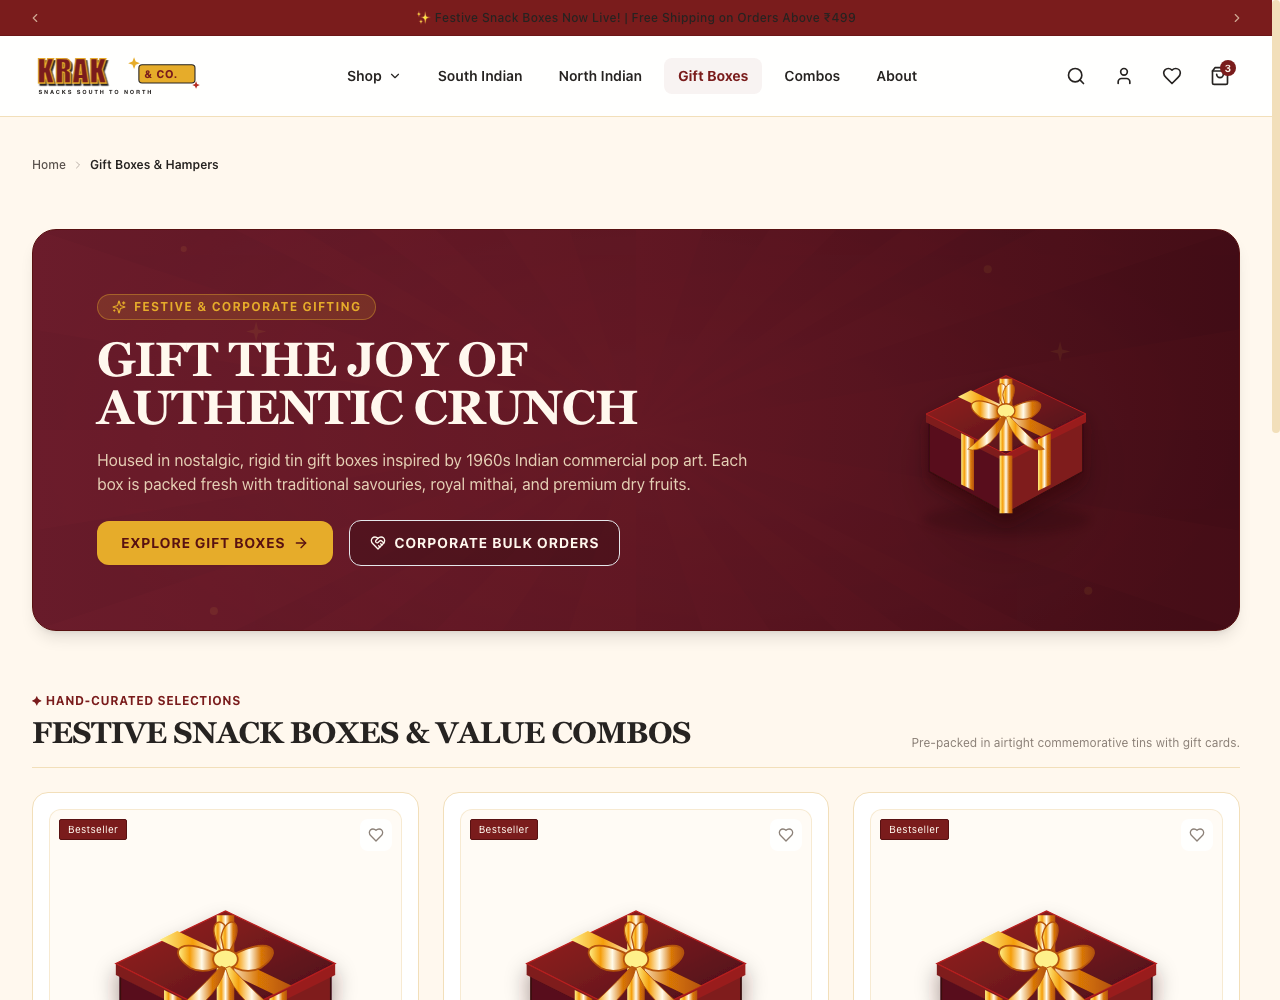 ✨ Festive Snack Boxes Now Live! | Free Shipping on Orders Above ₹499
KRAK & CO.
SNACKS SOUTH TO NORTH
Shop South Indian North Indian Gift Boxes Combos About
3
Home > Gift Boxes & Hampers
FESTIVE & CORPORATE GIFTING
GIFT THE JOY OF
AUTHENTIC CRUNCH
Housed in nostalgic, rigid tin gift boxes inspired by 1960s Indian commercial pop art. Each
box is packed fresh with traditional savouries, royal mithai, and premium dry fruits.
EXPLORE GIFT BOXES → CORPORATE BULK ORDERS
✦ HAND-CURATED SELECTIONS
FESTIVE SNACK BOXES & VALUE COMBOS
Pre-packed in airtight commemorative tins with gift cards.
Bestseller Bestseller Bestseller